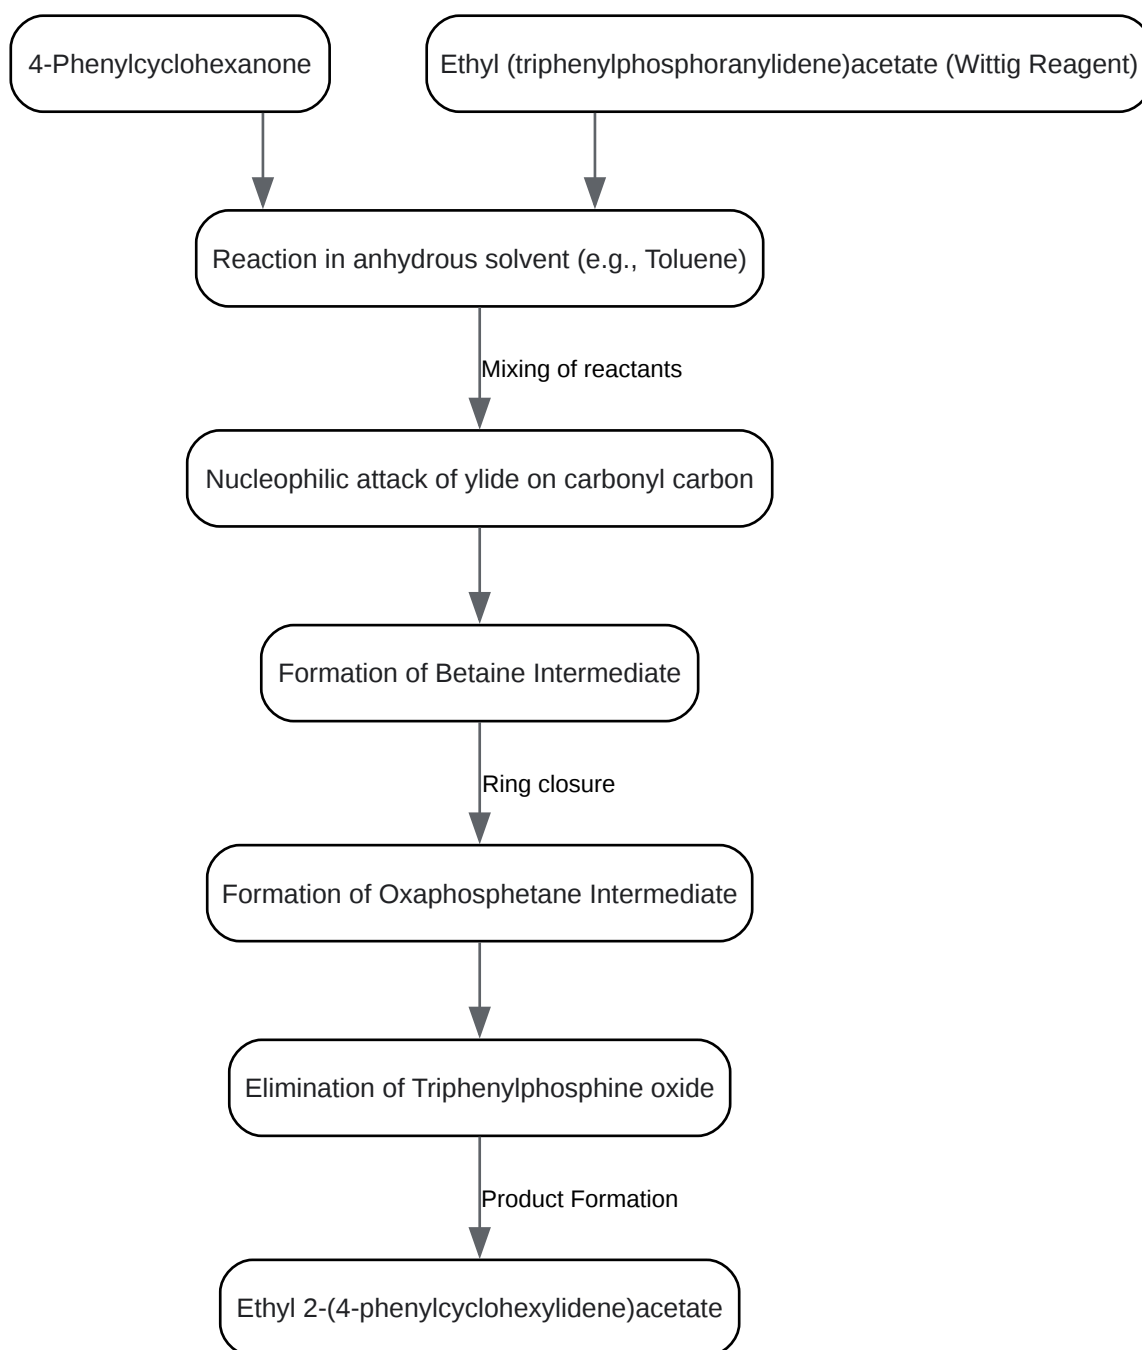 4-Phenylcyclohexanone
Ethyl (triphenylphosphoranylidene)acetate (Wittig Reagent)
Reaction in anhydrous solvent (e.g., Toluene)
Mixing of reactants
Nucleophilic attack of ylide on carbonyl carbon
Formation of Betaine Intermediate
Ring closure
Formation of Oxaphosphetane Intermediate
Elimination of Triphenylphosphine oxide
Product Formation
Ethyl 2-(4-phenylcyclohexylidene)acetate